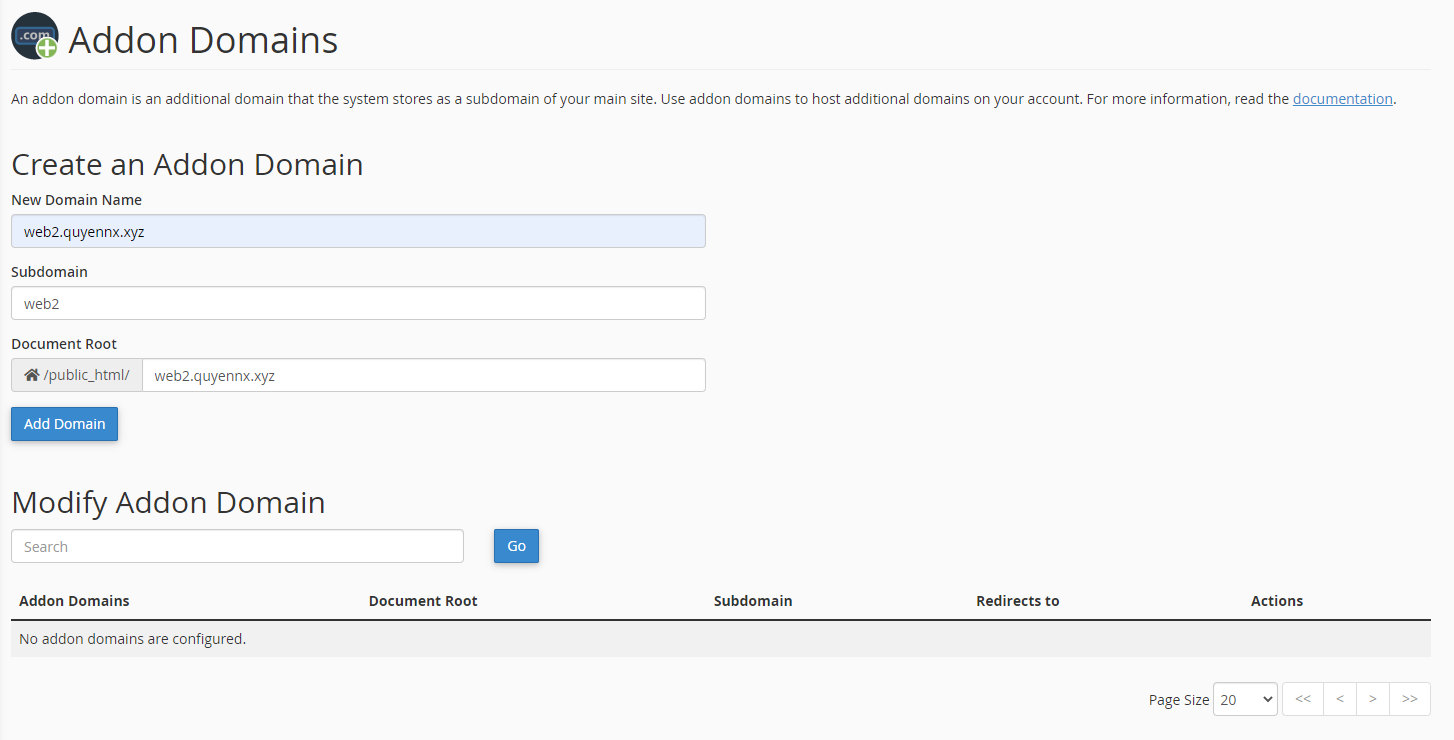 .com
Addon Domains
An addon domain is an additional domain that the system stores as a subdomain of your main site. Use addon domains to host additional domains on your account. For more information, read the documentation.
Create an Addon Domain
New Domain Name
web2.quyennx.xyz
Subdomain
web2
Document Root
/public_html/ web2.quyennx.xyz
Add Domain
Modify Addon Domain
Search Go
Addon Domains Document Root Subdomain Redirects to Actions
No addon domains are configured.
Page Size 20 << < > >>